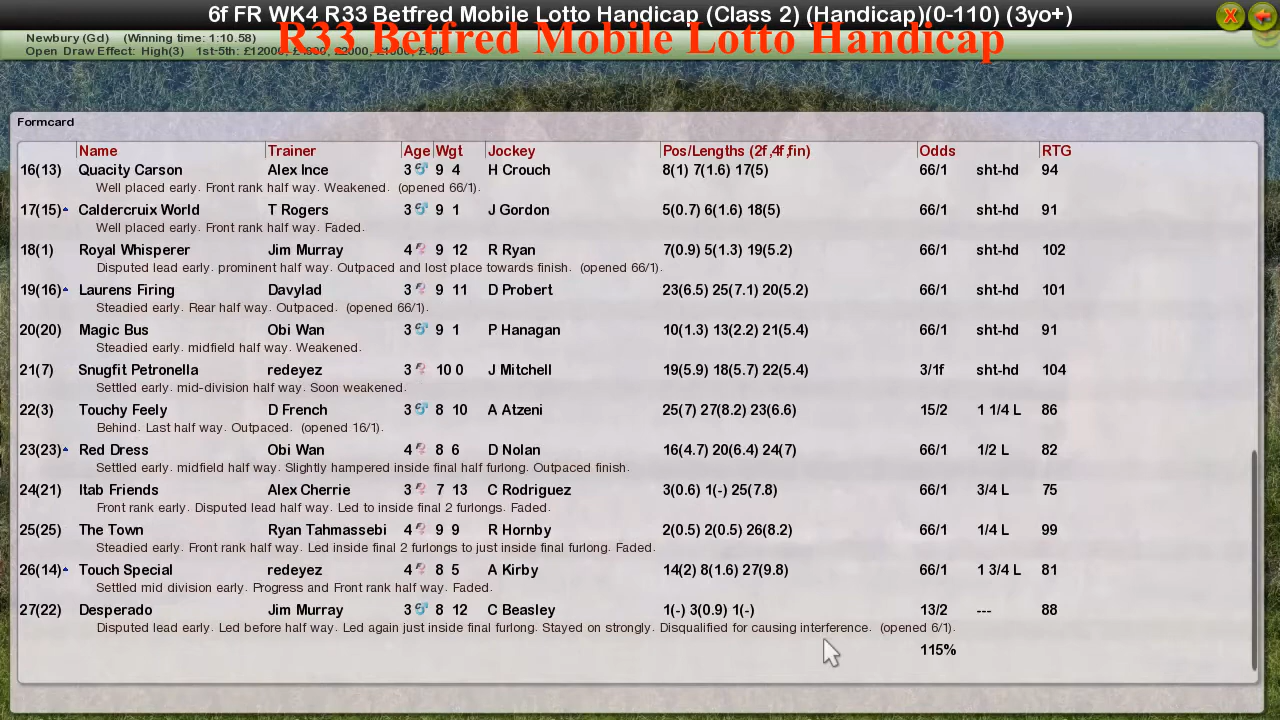 6f FR WK4 R33 Betfred Mobile Lotto Handicap (Class 2) (Handicap)(0-110) (3yo+)
R33 Betfred Mobile Lotto Handicap
Newbury (Gd) (Winning time: 1:10.58)
Open Draw Effect: High(3) 1st-5th: £12000,
Formcard
Name Trainer Age Wgt Jockey Pos/Lengths (2f,4f,fin) Odds RTG
16(13) Quacity Carson Alex Ince 3 9 4 H Crouch 8(1) 7(1.6) 17(5) 66/1 sht-hd 94
Well placed early. Front rank half way. Weakened. (opened 66/1).
17(15) Caldercruix World T Rogers 3 9 1 J Gordon 5(0.7) 6(1.6) 18(5) 66/1 sht-hd 91
Well placed early. Front rank half way. Faded.
18(1) Royal Whisperer Jim Murray 4 9 12 R Ryan 7(0.9) 5(1.3) 19(5.2) 66/1 sht-hd 102
Disputed lead early. prominent half way. Outpaced and lost place towards finish. (opened 66/1).
19(16) Laurens Firing Davylad 3 9 11 D Probert 23(6.5) 25(7.1) 20(5.2) 66/1 sht-hd 101
Steadied early. Rear half way. Outpaced. (opened 66/1).
20(20) Magic Bus Obi Wan 3 9 1 P Hanagan 10(1.3) 13(2.2) 21(5.4) 66/1 sht-hd 91
Steadied early. midfield half way. Weakened.
21(7) Snugfit Petronella redeyez 3 10 0 J Mitchell 19(5.9) 18(5.7) 22(5.4) 3/1f sht-hd 104
Settled early. mid-division half way. Soon weakened.
22(3) Touchy Feely D French 3 8 10 A Atzeni 25(7) 27(8.2) 23(6.6) 15/2 1 1/4 L 86
Behind. Last half way. Outpaced. (opened 16/1).
23(23) Red Dress Obi Wan 4 8 6 D Nolan 16(4.7) 20(6.4) 24(7) 66/1 1/2 L 82
Settled early. midfield half way. Slightly hampered inside final half furlong. Outpaced finish.
24(21) Itab Friends Alex Cherrie 3 7 13 C Rodriguez 3(0.6) 1(-) 25(7.8) 66/1 3/4 L 75
Front rank early. Disputed lead half way. Led to inside final 2 furlongs. Faded.
25(25) The Town Ryan Tahmassebi 4 9 9 R Hornby 2(0.5) 2(0.5) 26(8.2) 66/1 1/4 L 99
Steadied early. Front rank half way. Led inside final 2 furlongs to just inside final furlong. Faded.
26(14) Touch Special redeyez 4 8 5 A Kirby 14(2) 8(1.6) 27(9.8) 66/1 1 3/4 L 81
Settled mid division early. Progress and Front rank half way. Faded.
27(22) Desperado Jim Murray 3 8 12 C Beasley 1(-) 3(0.9) 1(-) 13/2 --- 88
Disputed lead early. Led before half way. Led again just inside final furlong. Stayed on strongly. Disqualified for causing interference. (opened 6/1).
115%